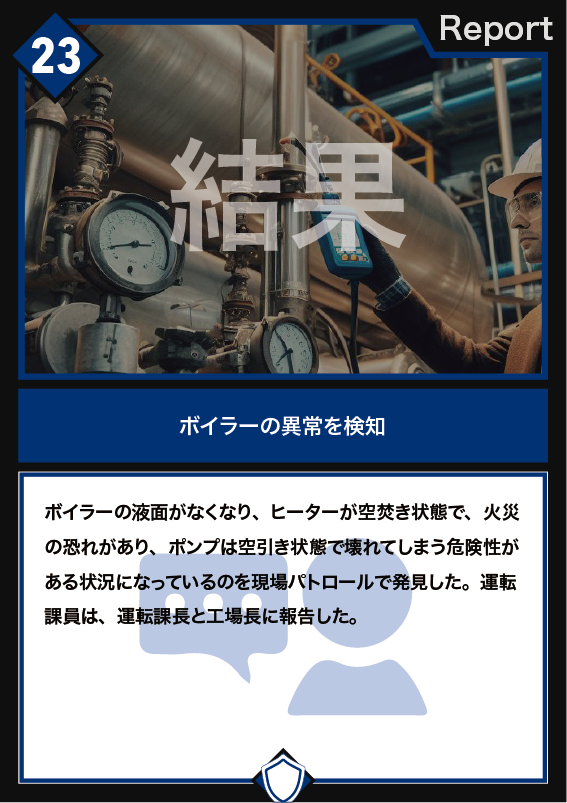 Report
23
結果
ボイラーの異常を検知
ボイラーの液面がなくなり、ヒーターが空焚き状態で、火災
の恐れがあり、ポンプは空引き状態で壊れてしまう危険性が
ある状況になっているのを現場パトロールで発見した。運転
課員は、運転課長と工場長に報告した。